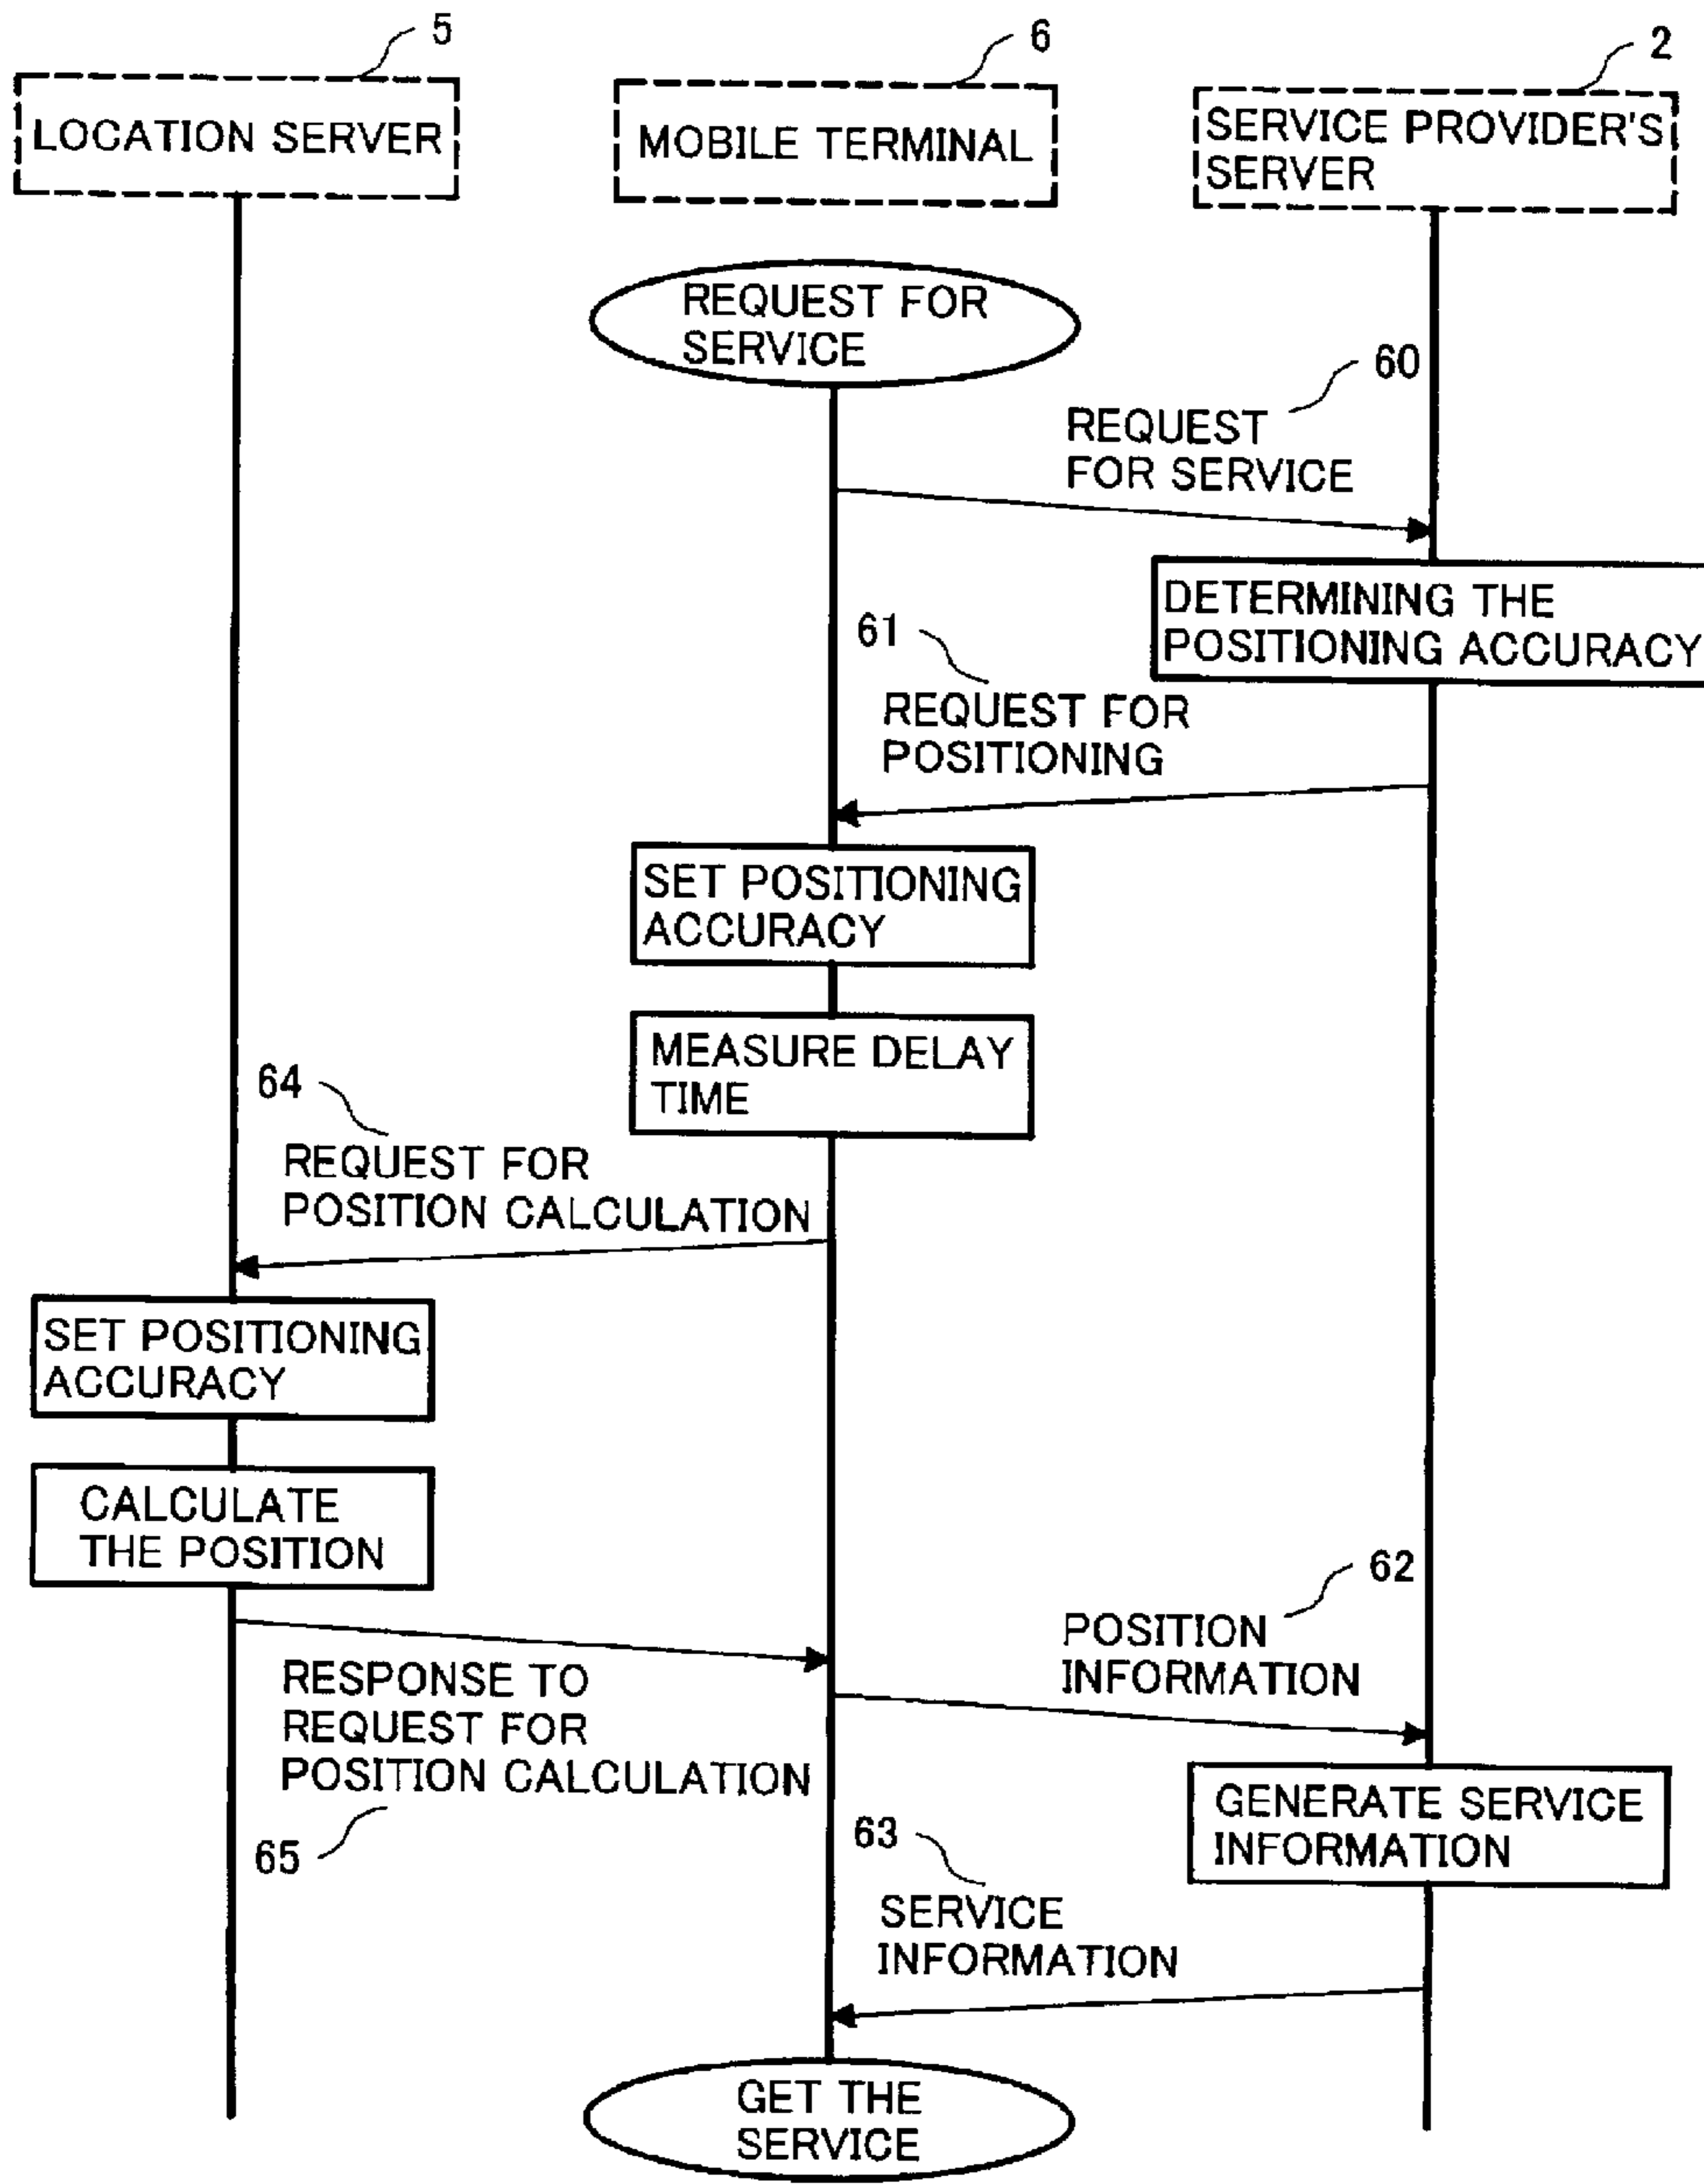 5
6
2
LOCATION SERVER
MOBILE TERMINAL
SERVICE PROVIDER'S
SERVER
REQUEST FOR
SERVICE
60
REQUEST
FOR SERVICE
DETERMINING THE
POSITIONING ACCURACY
61
REQUEST FOR
POSITIONING
SET POSITIONING
ACCURACY
MEASURE DELAY
TIME
64
REQUEST FOR
POSITION CALCULATION
SET POSITIONING
ACCURACY
CALCULATE
THE POSITION
62
POSITION
INFORMATION
RESPONSE TO
REQUEST FOR
POSITION CALCULATION
65
GENERATE SERVICE
INFORMATION
63
SERVICE
INFORMATION
GET THE
SERVICE